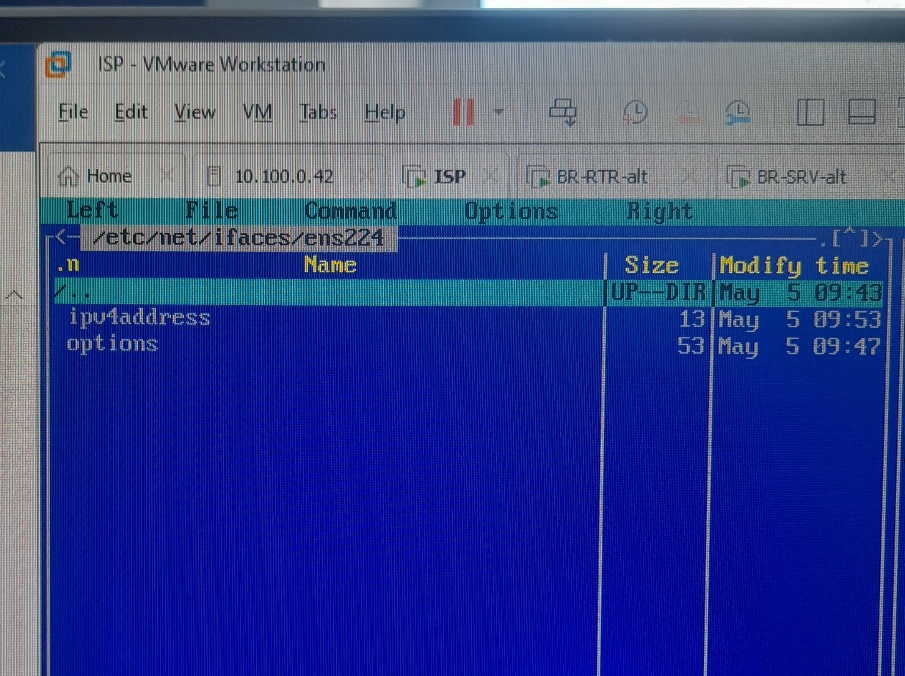 ISP - VMware Workstation
File Edit View VM Tabs Help
Home 10.100.0.42 ISP BR-RTR-alt BR-SRV-alt
Left File Command Options Right
<- /etc/net/ifaces/ens224 .[^]>
.n Name Size Modify time
/.. UP--DIR May 5 09:43
ipv4address 13 May 5 09:53
options 53 May 5 09:47